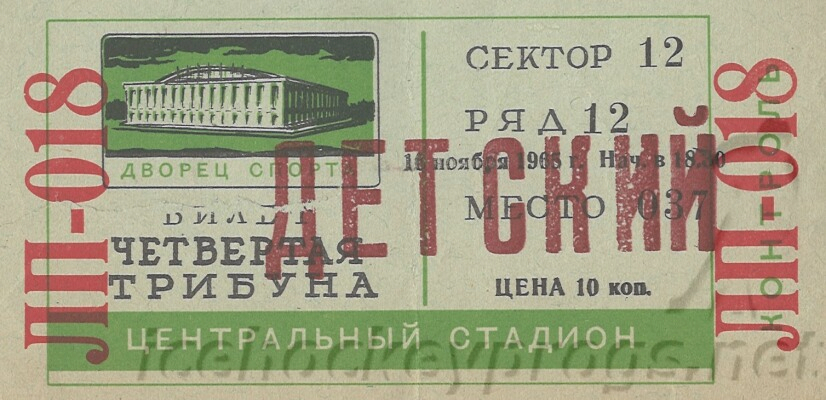 ЛП-018
ДВОРЕЦ СПОРТА
БИЛЕТ
ЧЕТВЕРТАЯ
ТРИБУНА
СЕКТОР 12
РЯД 12
ноября 1965 г. Нач. в 18.30
МЕСТО 037
ЦЕНА 10 коп.
ДЕТСКИЙ
ЦЕНТРАЛЬНЫЙ СТАДИОН
КОНТРОЛЬ
ЛП-018
icehockeyprogs.net